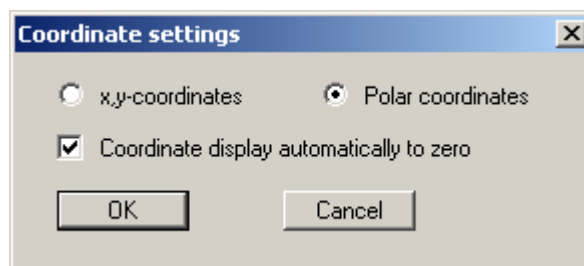 Coordinate settings
x,y-coordinates Polar coordinates
Coordinate display automatically to zero
OK Cancel